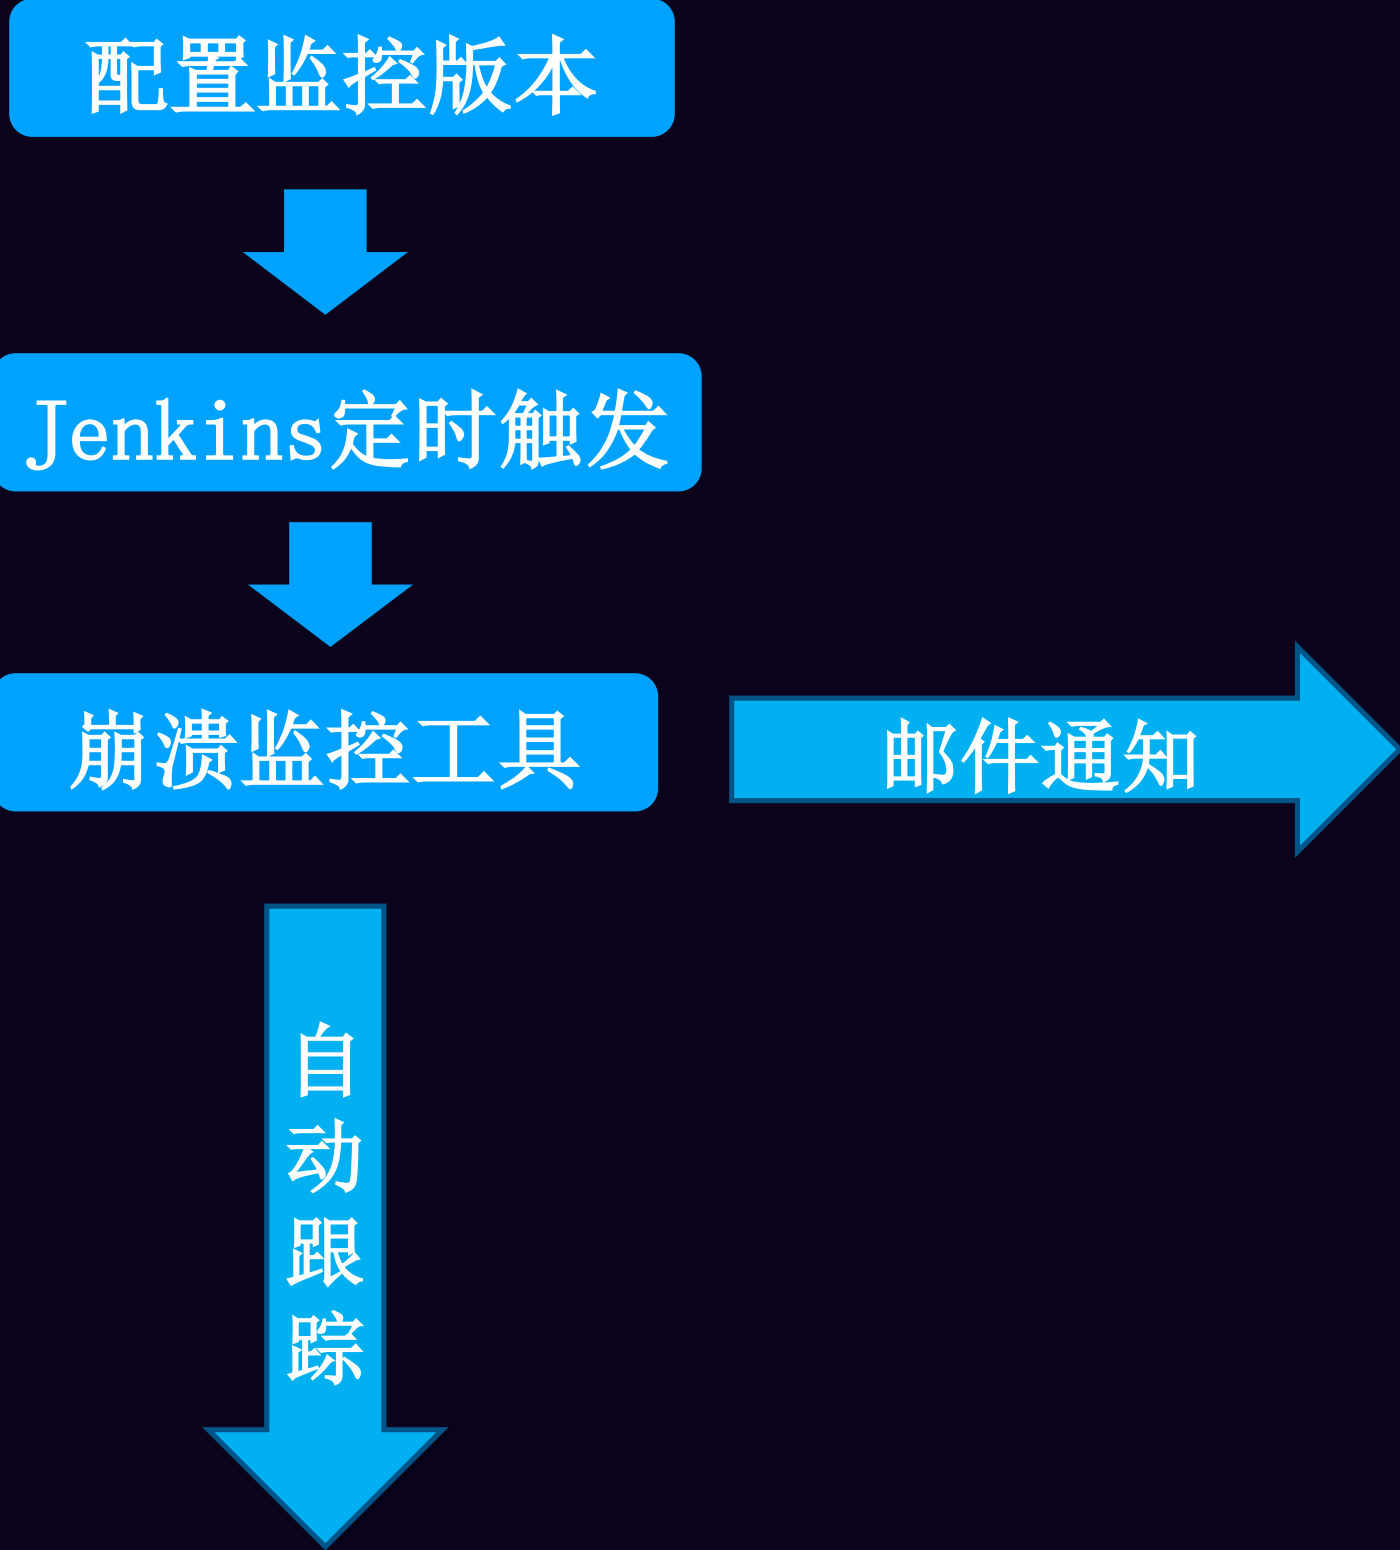 配置监控版本
Jenkins定时触发
崩溃监控工具
邮件通知
自动跟踪